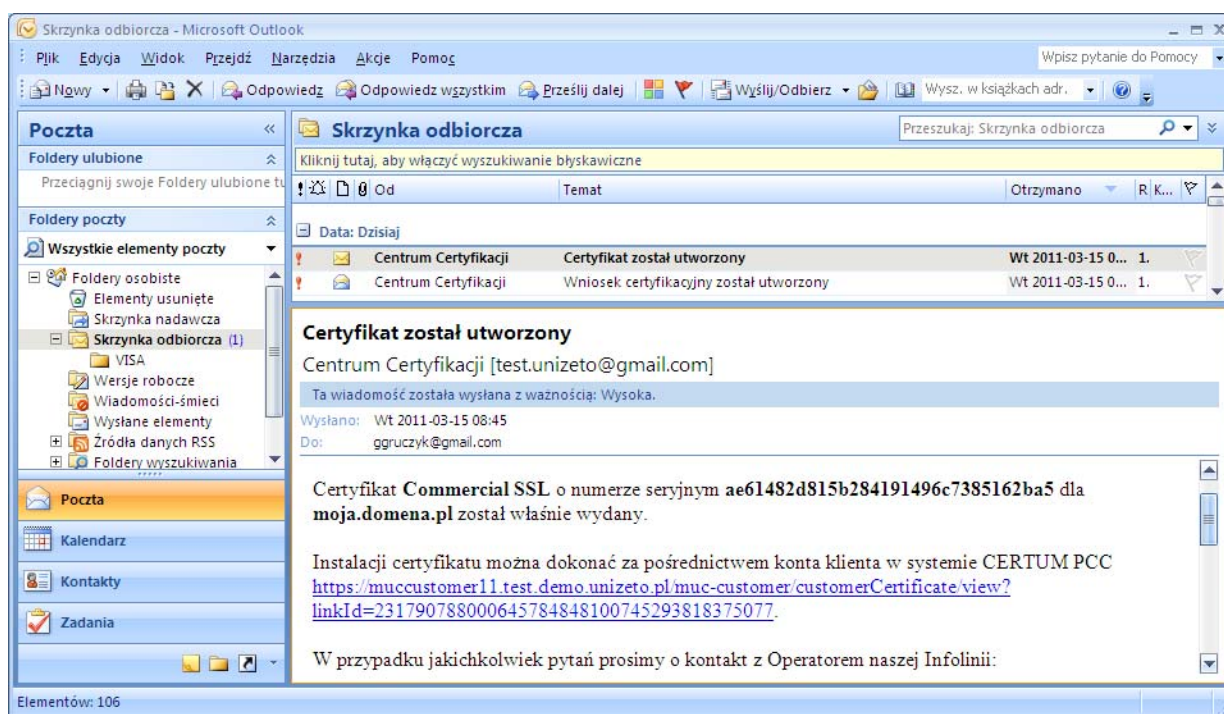 Skrzynka odbiorcza - Microsoft Outlook
Plik Edycja Widok Przejdź Narzędzia Akcje Pomoc Wpisz pytanie do Pomocy
Nowy Odpowiedz Odpowiedz wszystkim Prześlij dalej Wyślij/Odbierz Wysz. w książkach adr.
Poczta «
Skrzynka odbiorcza Przeszukaj: Skrzynka odbiorcza
Foldery ulubione
Kliknij tutaj, aby włączyć wyszukiwanie błyskawiczne
Przeciągnij swoje Foldery ulubione tu
! Od Temat Otrzymano R K...
Foldery poczty
Data: Dzisiaj
Wszystkie elementy poczty
Centrum Certyfikacji Certyfikat został utworzony Wt 2011-03-15 0... 1.
Centrum Certyfikacji Wniosek certyfikacyjny został utworzony Wt 2011-03-15 0... 1.
Foldery osobiste
Elementy usunięte
Skrzynka nadawcza
Skrzynka odbiorcza (1)
VISA
Wersje robocze
Wiadomości-śmieci
Wysłane elementy
Źródła danych RSS
Foldery wyszukiwania
Poczta
Kalendarz
Kontakty
Zadania
Certyfikat został utworzony
Centrum Certyfikacji [test.unizeto@gmail.com]
Ta wiadomość została wysłana z ważnością: Wysoka.
Wysłano: Wt 2011-03-15 08:45
Do: ggruczyk@gmail.com
Certyfikat Commercial SSL o numerze seryjnym ae61482d815b284191496c7385162ba5 dla
moja.domena.pl został właśnie wydany.
Instalacji certyfikatu można dokonać za pośrednictwem konta klienta w systemie CERTUM PCC
https://muccustomer11.test.demo.unizeto.pl/muc-customer/customerCertificate/view?
linkId=23179078800064578484810074529381837​5077.
W przypadku jakichkolwiek pytań prosimy o kontakt z Operatorem naszej Infolinii:
Elementów: 106